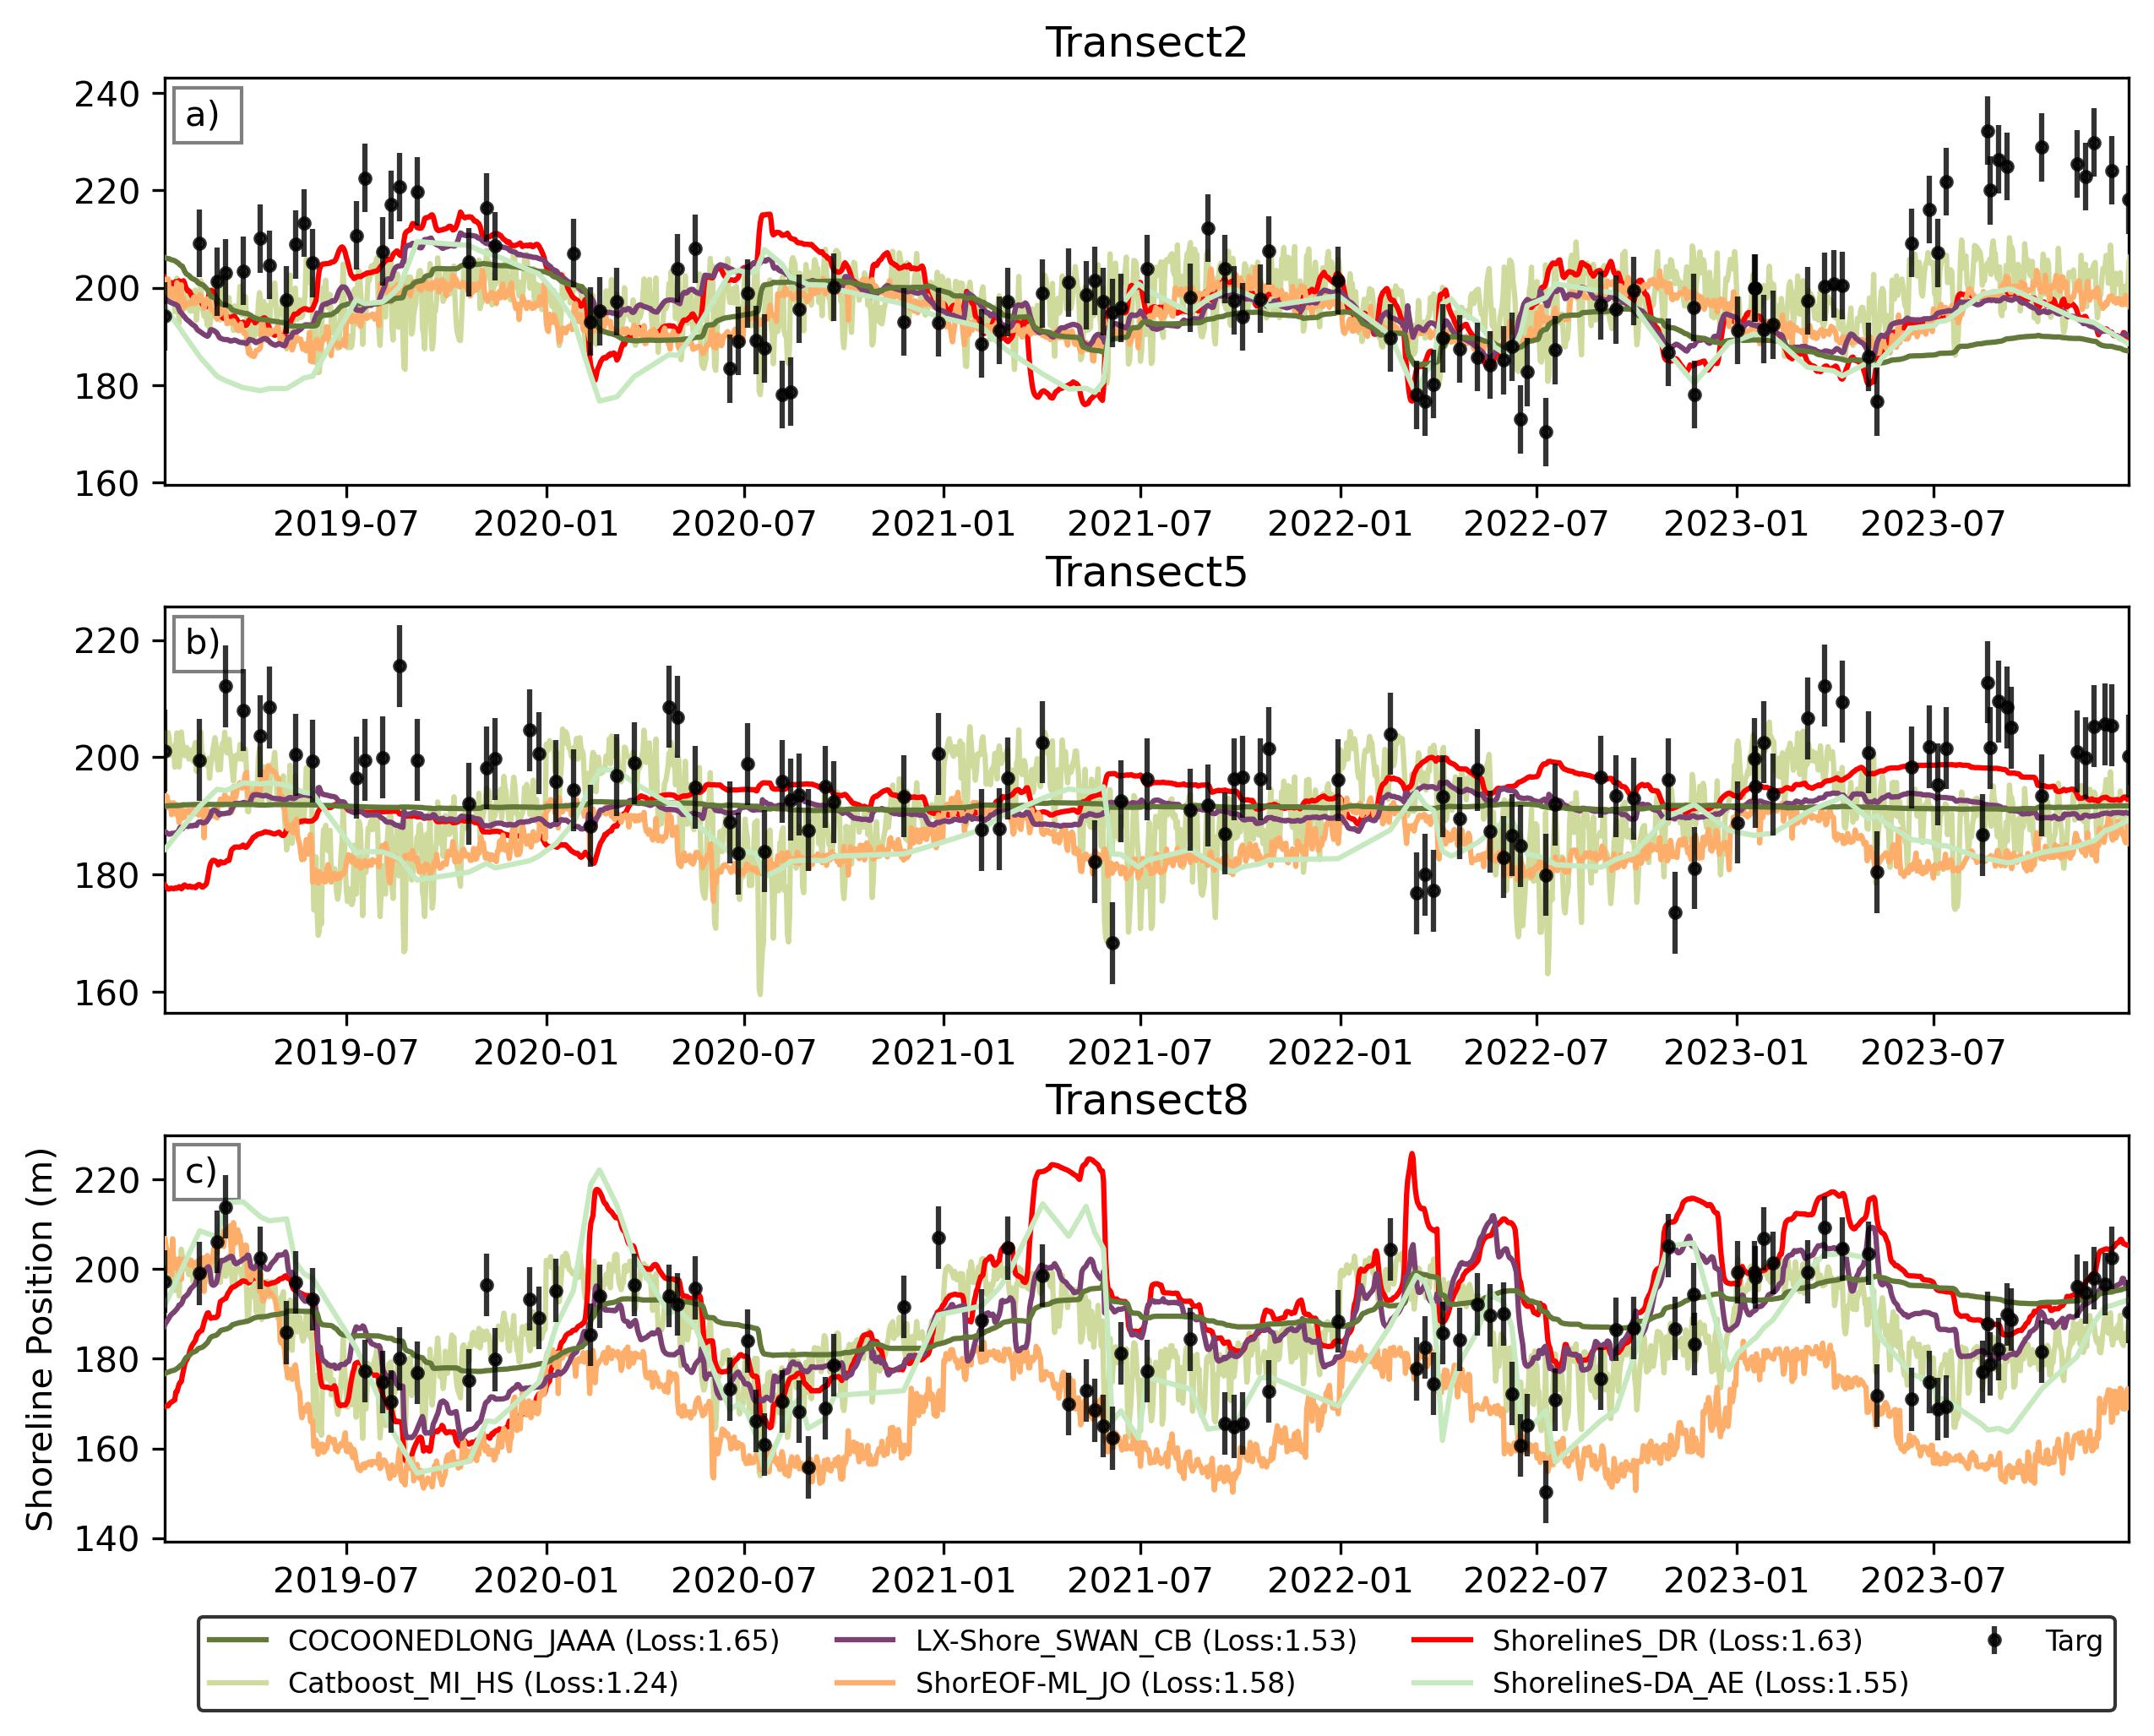 Transect2
a)
240
220
200
180
160
2019-07 2020-01 2020-07 2021-01 2021-07 2022-01 2022-07 2023-01 2023-07
Transect5
b)
220
200
180
160
2019-07 2020-01 2020-07 2021-01 2021-07 2022-01 2022-07 2023-01 2023-07
Transect8
c)
Shoreline Position (m)
220
200
180
160
140
2019-07 2020-01 2020-07 2021-01 2021-07 2022-01 2022-07 2023-01 2023-07
COCOONEDLONG_JAAA (Loss:1.65) LX-Shore_SWAN_CB (Loss:1.53) ShorelineS_DR (Loss:1.63) Targ
Catboost_MI_HS (Loss:1.24) ShorEOF-ML_JO (Loss:1.58) ShorelineS-DA_AE (Loss:1.55)